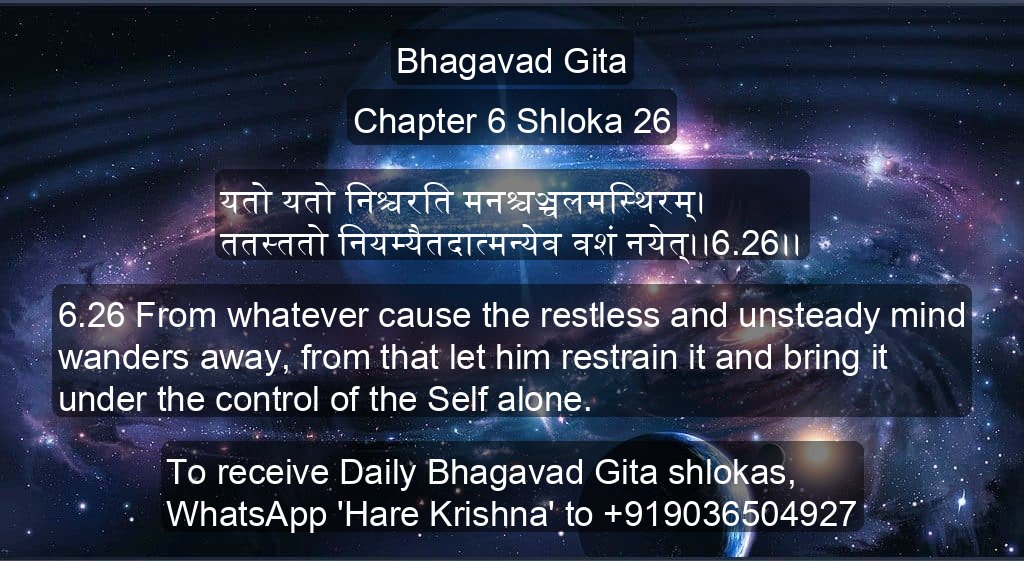 Bhagavad Gita
Chapter 6 Shloka 26
यतो यतो निश्चरति मनश्चञ्चलमस्थिरम्।
ततस्ततो नियम्यैतदात्मन्येव वशं नयेत्।।6.26।।
6.26 From whatever cause the restless and unsteady mind
wanders away, from that let him restrain it and bring it
under the control of the Self alone.
To receive Daily Bhagavad Gita shlokas,
WhatsApp 'Hare Krishna' to +919036504927